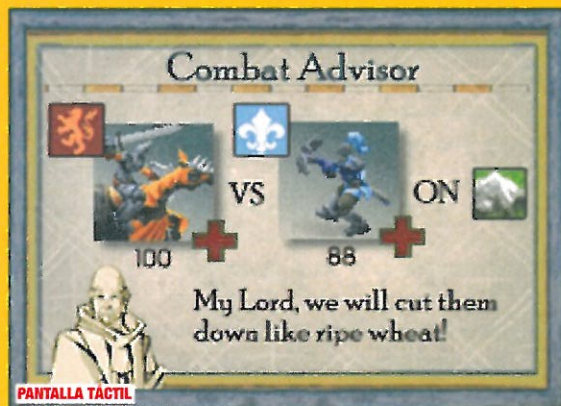 Combat Advisor
VS
ON
100
88
My Lord, we will cut them
down like ripe wheat!
PANTALLA TÁCTIL